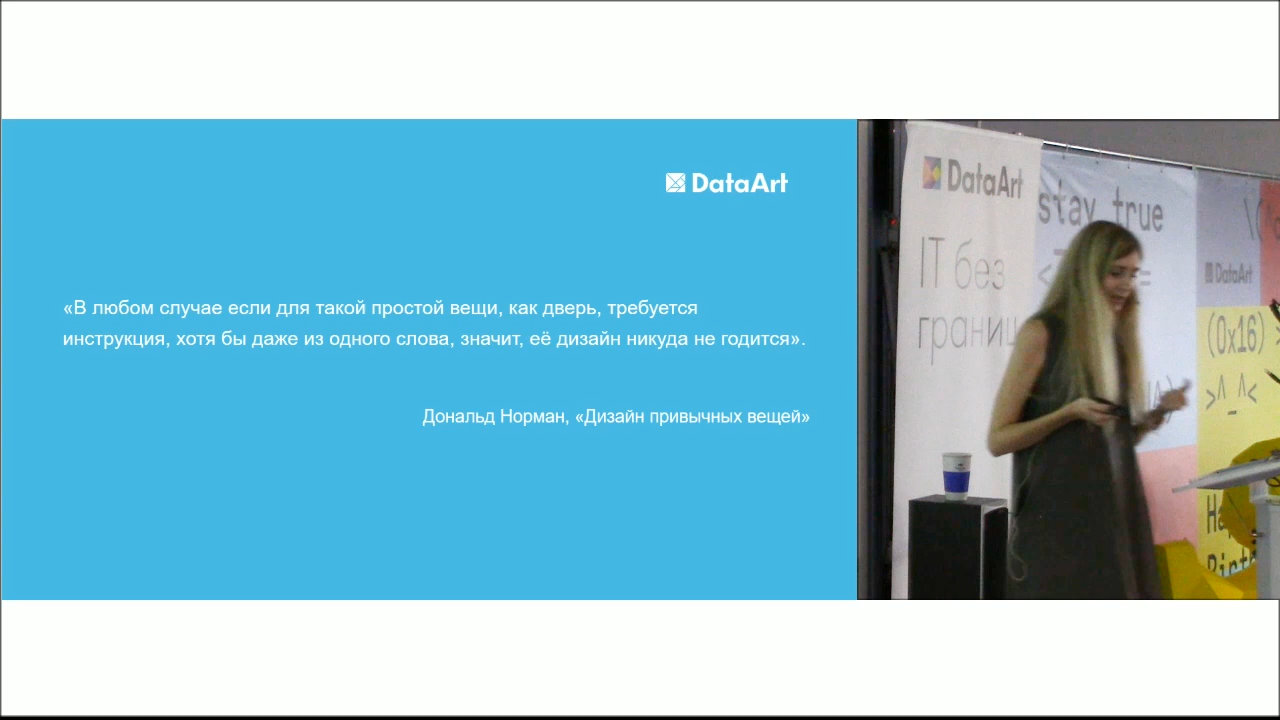 DataArt
«В любом случае если для такой простой вещи, как дверь, требуется
инструкция, хотя бы даже из одного слова, значит, её дизайн никуда не годится».
Дональд Норман, «Дизайн привычных вещей»
DataArt
IT без
границ
stay true
DataArt
(0x16)
>^_^<